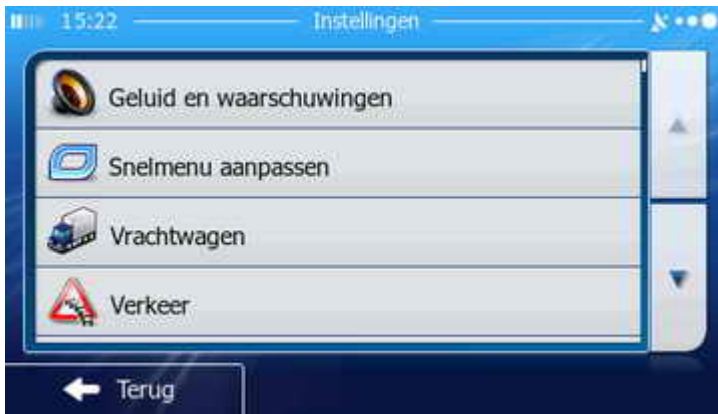 15:22 Instellingen
Geluid en waarschuwingen
Snelmenu aanpassen
Vrachtwagen
Verkeer
Terug